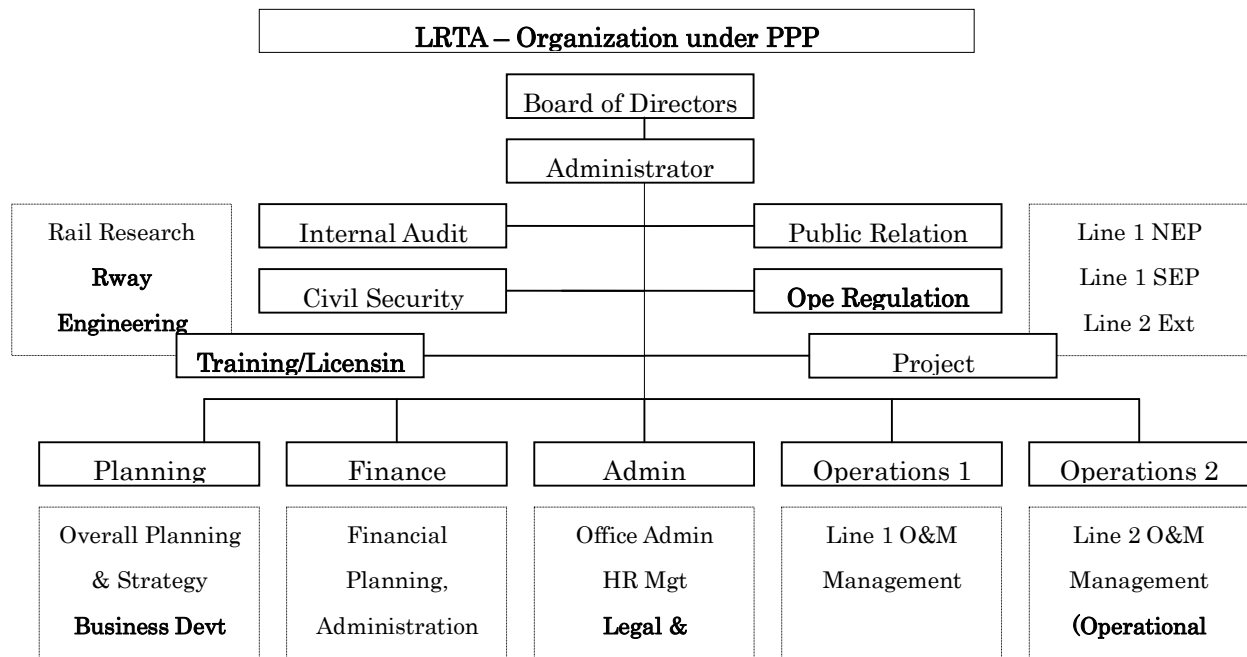 LRTA – Organization under PPP
Board of Directors
Administrator
Internal Audit
Public Relation
Civil Security
Ope Regulation
Rail Research
Rway
Engineering
Line 1 NEP
Line 1 SEP
Line 2 Ext
Training/Licensin
Project
Planning
Finance
Admin
Operations 1
Operations 2
Overall Planning
& Strategy
Business Devt
Financial
Planning,
Administration
Office Admin
HR Mgt
Legal &
Line 1 O&M
Management
Line 2 O&M
Management
(Operational